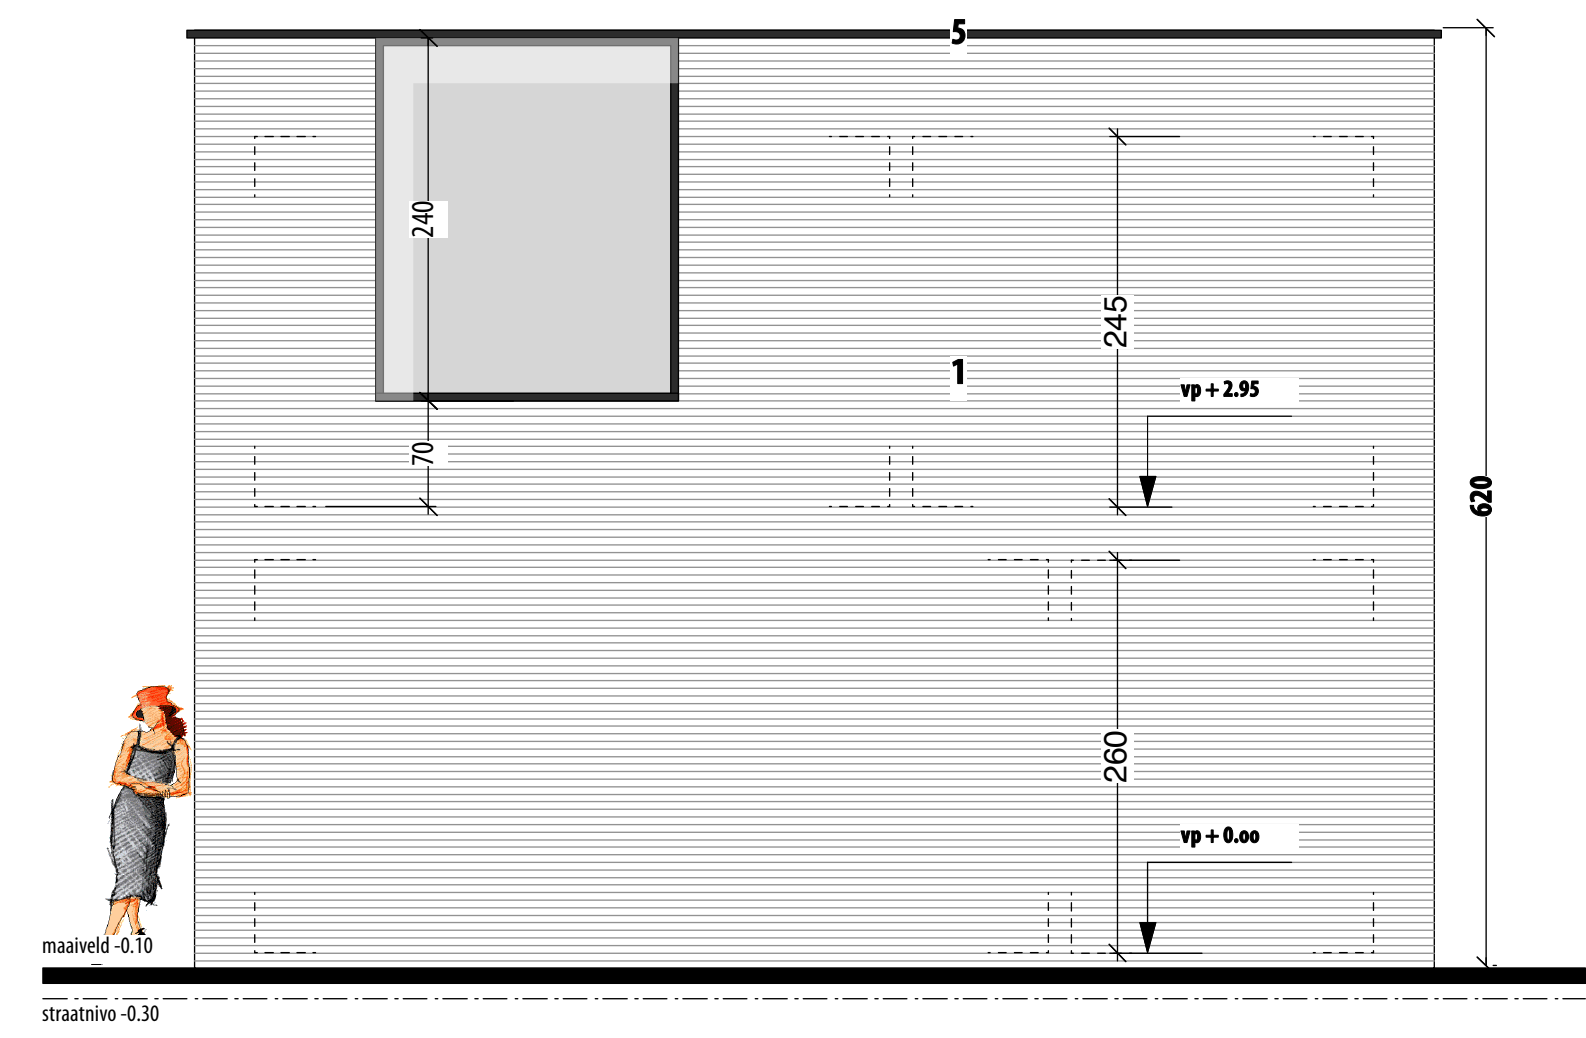 5
240
245
1
vp + 2.95
70
620
260
vp + 0.oo
maaiveld -0.10
straatnivo -0.30